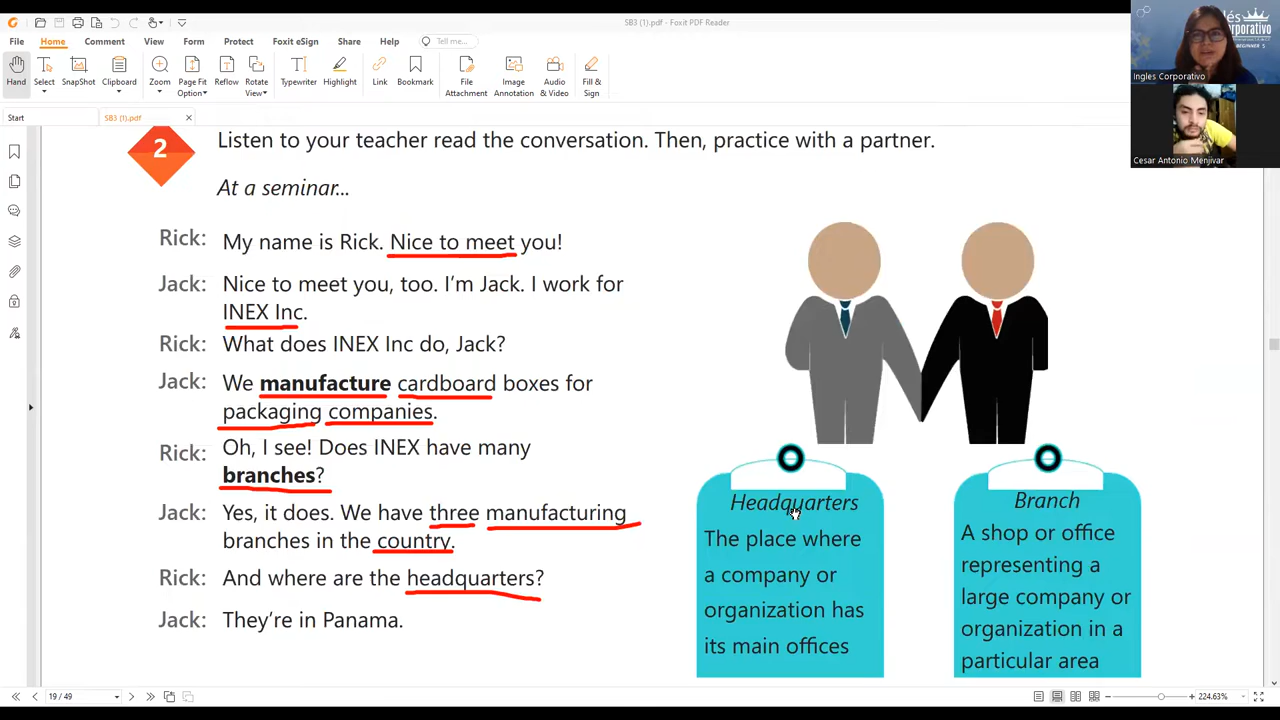 SB3 (1).pdf - Foxit PDF Reader
File Home Comment View Form Protect Foxit eSign Share Help Tell me...
Hand Select SnapShot Clipboard Zoom Page Fit Option Reflow Rotate View Typewriter Highlight Link Bookmark File Attachment Image Annotation Audio & Video Fill & Sign
Start SB3 (1).pdf
2 Listen to your teacher read the conversation. Then, practice with a partner.
At a seminar...
Rick: My name is Rick. Nice to meet you!
Jack: Nice to meet you, too. I'm Jack. I work for
INEX Inc.
Rick: What does INEX Inc do, Jack?
Jack: We manufacture cardboard boxes for
packaging companies.
Rick: Oh, I see! Does INEX have many
branches?
Jack: Yes, it does. We have three manufacturing
branches in the country.
Rick: And where are the headquarters?
Jack: They're in Panama.
Headquarters
The place where
a company or
organization has
its main offices
Branch
A shop or office
representing a
large company or
organization in a
particular area
BEGINNER 5
Ingles Corporativo
Cesar Antonio Menjivar
19 / 49
224.63%